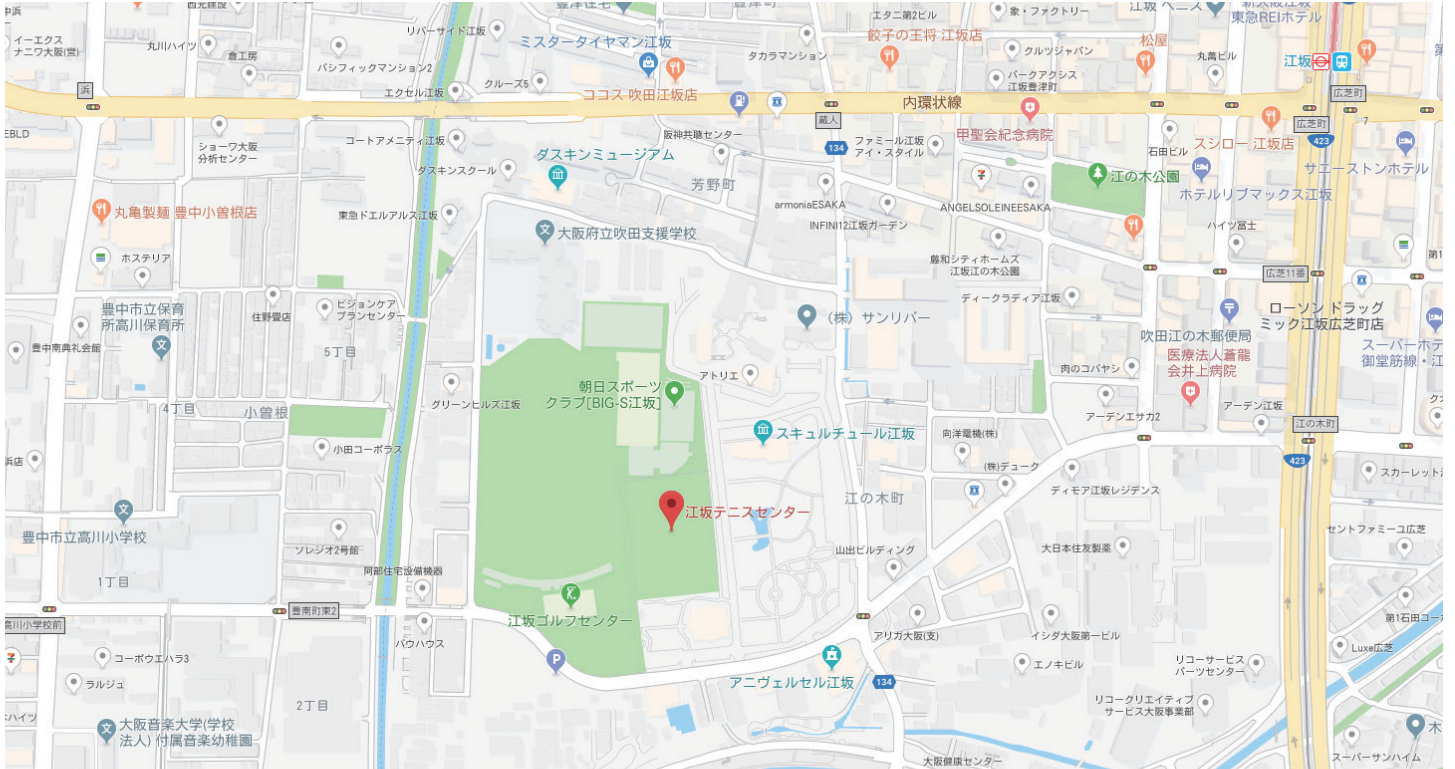 豊津住宅
豊津町
エタニ第2ビル
象・ファクトリー
東急REIホテル
イーエクス
ナニワ大阪(営)
丸川ハイツ
倉工房
リバーサイド江坂
パシフィックマンション2
ミスタータイヤマン江坂
タカラマンション
餃子の王将 江坂店
クルツジャパン
松屋
丸萬ビル
江坂
エクセル江坂
クルーズ5
ココス 吹田江坂店
パークアクシス
江坂豊津町
浜
内環状線
広芝町
蔵人
甲聖会紀念病院
スシロー 江坂店
広芝町
7
423
ショーワ大阪
分析センター
コートアメニティ江坂
阪神共聴センター
134
ファミール江坂
アイ・スタイル
石田ビル
ダスキンミュージアム
ダスキンスクール
芳野町
江の木公園
サニーストンホテル
ホテルリブマックス江坂
丸亀製麺 豊中小曽根店
東急ドエルアルス江坂
armoniaESAKA
ANGELSOLEINEESAKA
大阪府立吹田支援学校
INFINI12江坂ガーデン
ハイツ冨士
ホステリア
藤和シティホームズ
江坂江の木公園
広芝11番
豊中市立保育
所高川保育所
住野畳店
ビジョンケア
プランセンター
ディークラディア江坂
ローソン ドラッグ
ミック江坂広芝町店
(株)サンリバー
吹田江の木郵便局
豊中南典礼会館
5丁目
医療法人蒼龍
会井上病院
スーパーホテ
御堂筋線・江
アトリエ
肉のコバヤシ
朝日スポーツ
クラブ[BIG-S江坂]
グリーンヒルズ江坂
4丁目
小曽根
アーデンエサカ2
アーデン江坂
江の木町
スキュルチュール江坂
向洋電機(株)
小田コーポラス
浜店
423
(株)デューク
スカーレット
ディモア江坂レジデンス
江の木町
江坂テニスセンター
豊中市立高川小学校
セントファミーユ広芝
ソレジオ2号館
山出ビルディング
大日本住友製薬
1丁目
阿部住宅設備機器
豊南町東2
江坂ゴルフセンター
高川小学校前
バウハウス
アリガ大阪(支)
イシダ大阪第一ビル
第1石田コー
コーポウエハラ3
P
エノキビル
リコーサービス
パーツセンター
Luxe広芝
ラルジュ
アニヴェルセル江坂
134
2丁目
リコークリエイティブ
サービス大阪事業部
大阪音楽大学(学校
法人)付属音楽幼稚園
大阪健康センター
スーパーサンハイム